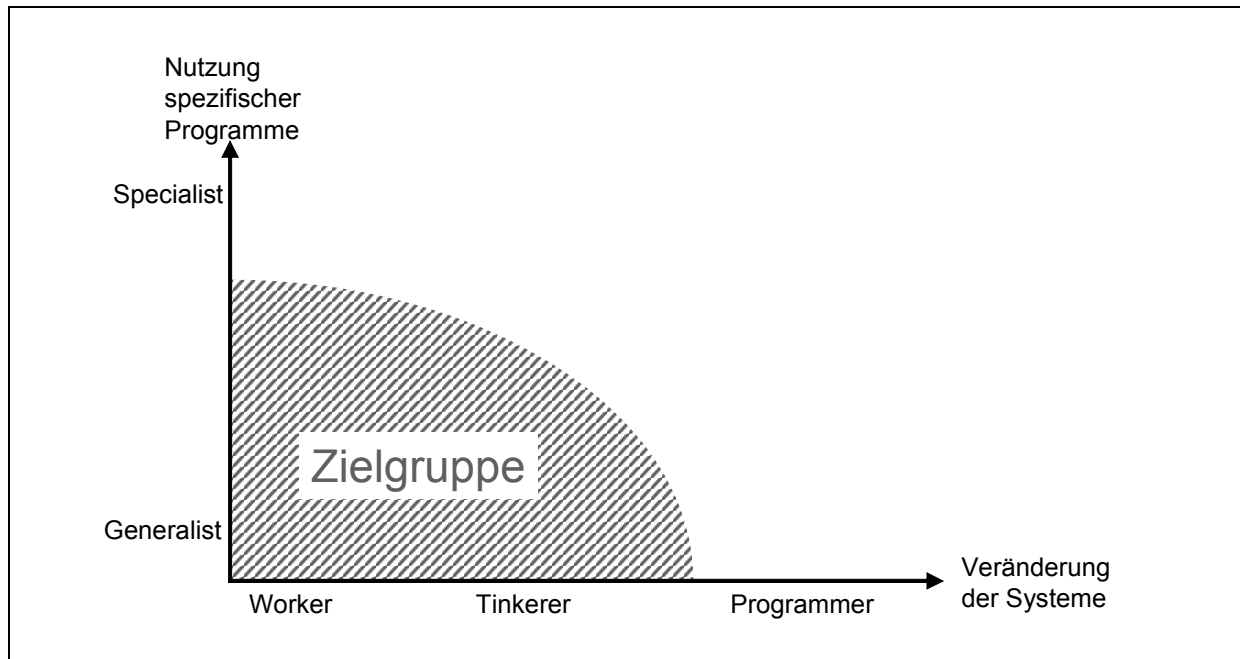 Nutzung
spezifischer
Programme
Specialist
Zielgruppe
Generalist
Worker
Tinkerer
Programmer
Veränderung
der Systeme